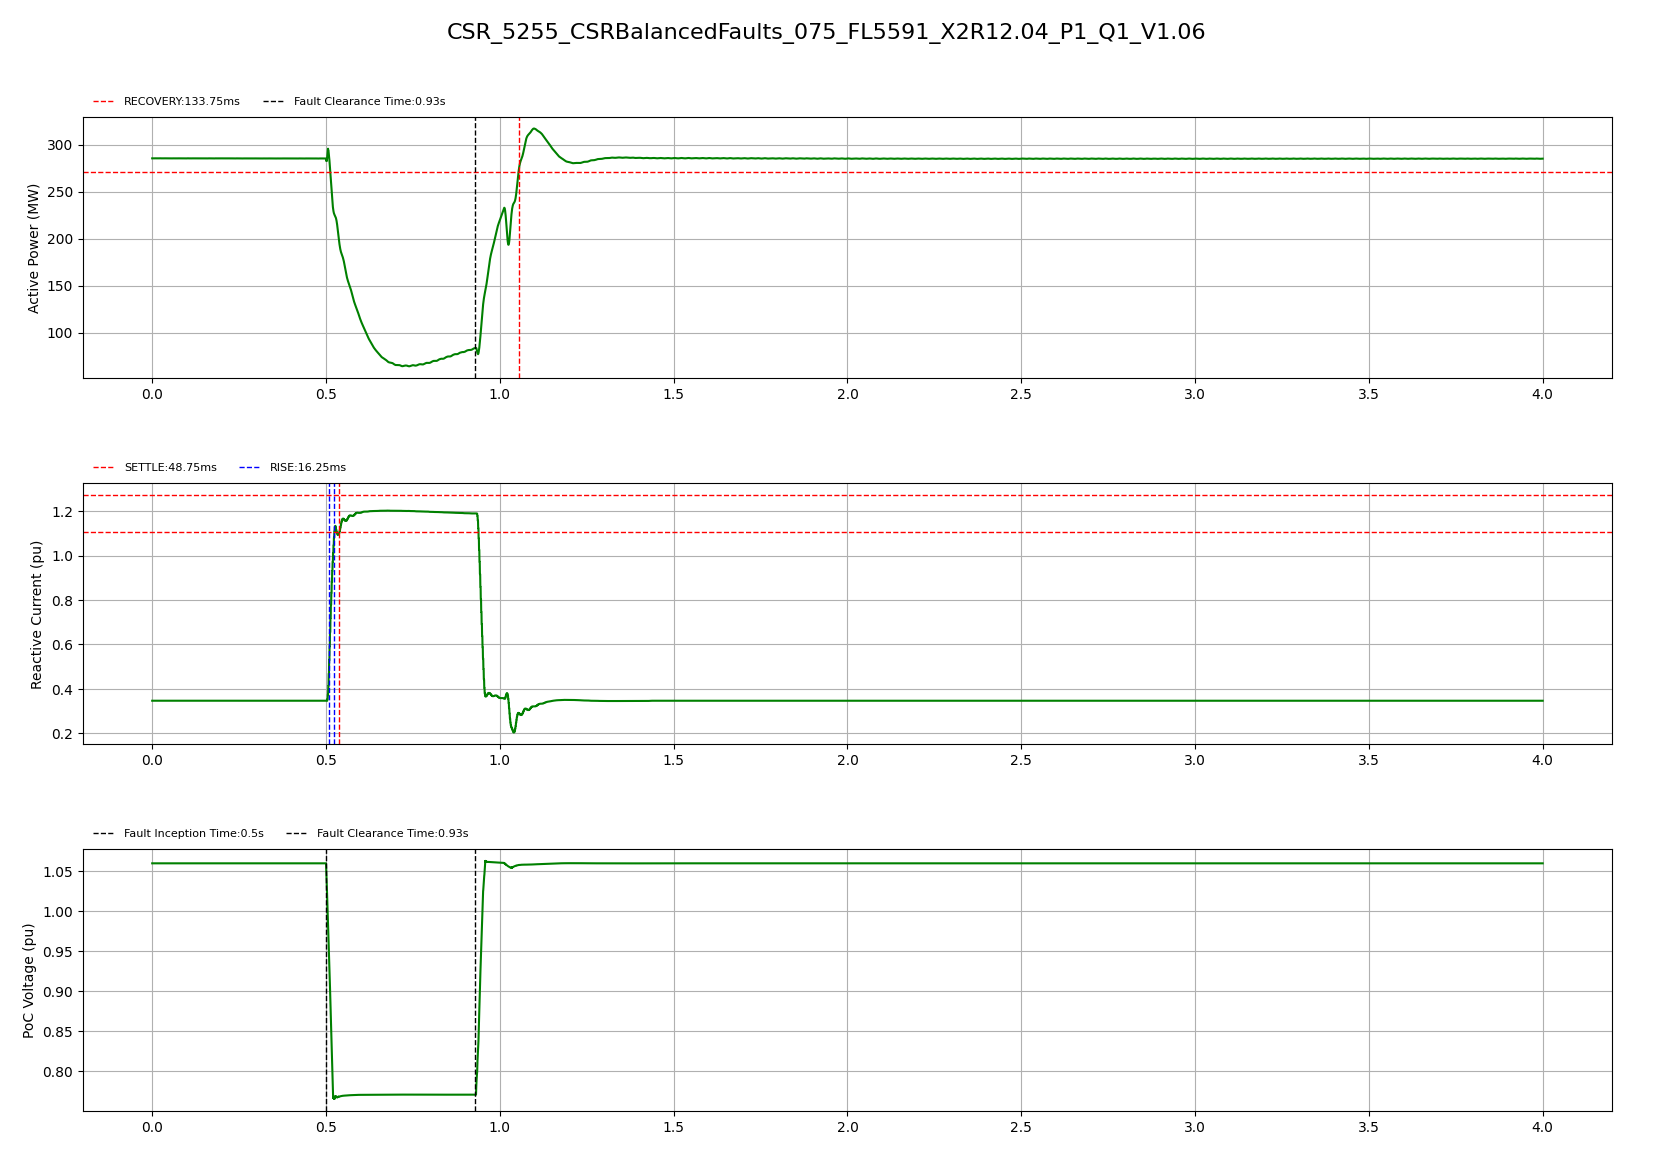 CSR_5255_CSRBalancedFaults_075_FL5591_X2R12.04_P1_Q1_V1.06
RECOVERY:133.75ms Fault Clearance Time:0.93s
Active Power (MW)
300
250
200
150
100
0.0 0.5 1.0 1.5 2.0 2.5 3.0 3.5 4.0
SETTLE:48.75ms RISE:16.25ms
Reactive Current (pu)
1.2
1.0
0.8
0.6
0.4
0.2
0.0 0.5 1.0 1.5 2.0 2.5 3.0 3.5 4.0
Fault Inception Time:0.5s Fault Clearance Time:0.93s
PoC Voltage (pu)
1.05
1.00
0.95
0.90
0.85
0.80
0.0 0.5 1.0 1.5 2.0 2.5 3.0 3.5 4.0